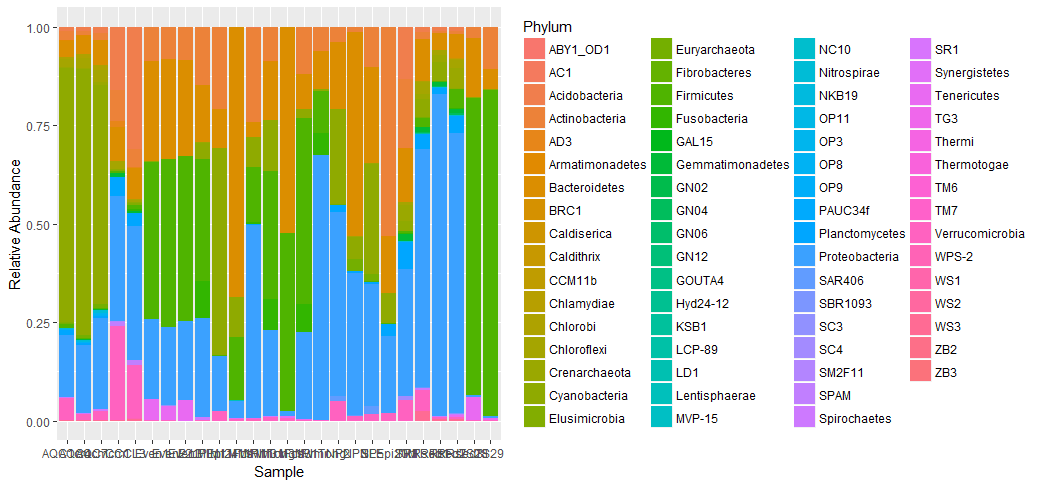 Phylum
ABY1_OD1
AC1
Acidobacteria
Actinobacteria
AD3
Armatimonadetes
Bacteroidetes
BRC1
Caldiserica
Caldithrix
CCM11b
Chlamydiae
Chlorobi
Chloroflexi
Crenarchaeota
Cyanobacteria
Elusimicrobia
Euryarchaeota
Fibrobacteres
Firmicutes
Fusobacteria
GAL15
Gemmatimonadetes
GN02
GN04
GN06
GN12
GOUTA4
Hyd24-12
KSB1
LCP-89
LD1
Lentisphaerae
MVP-15
NC10
Nitrospirae
NKB19
OP11
OP3
OP8
OP9
PAUC34f
Planctomycetes
Proteobacteria
SAR406
SBR1093
SC3
SC4
SM2F11
SPAM
Spirochaetes
SR1
Synergistetes
Tenericutes
TG3
Thermi
Thermotogae
TM6
TM7
Verrucomicrobia
WPS-2
WS1
WS2
WS3
ZB2
ZB3
1.00
0.75
0.50
0.25
0.00
Relative Abundance
Sample